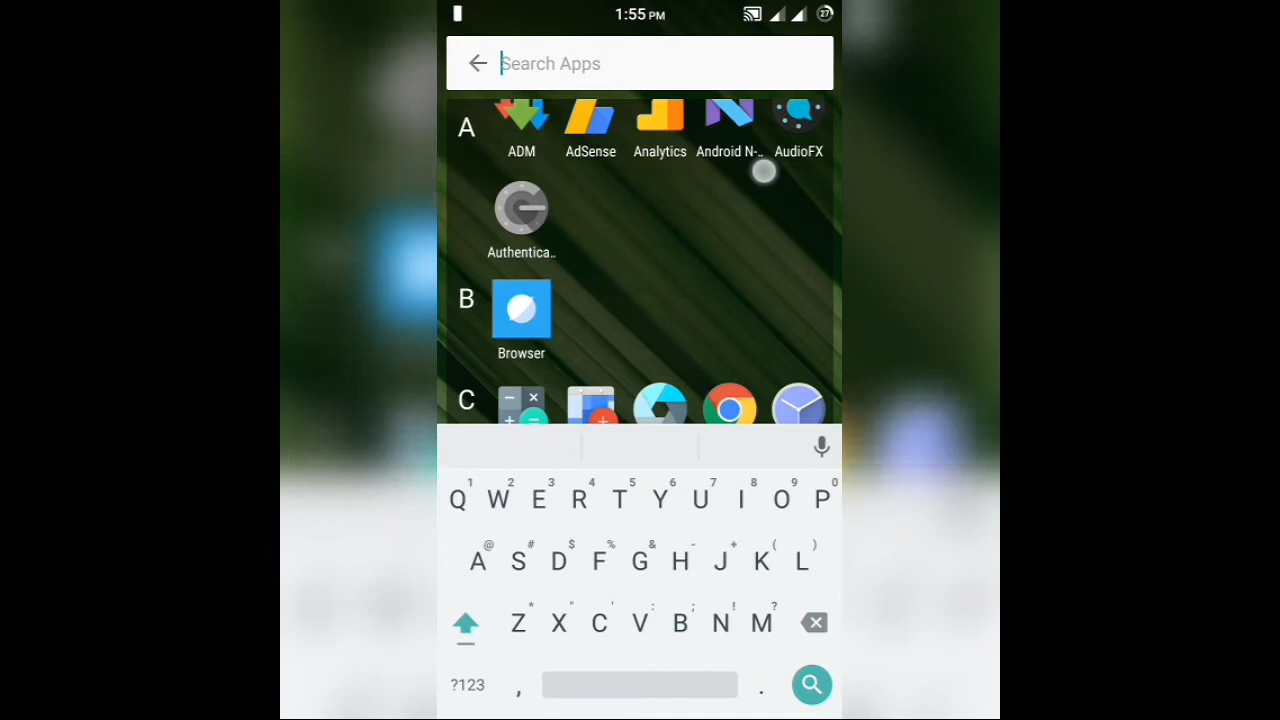 1:55 PM
27
Search Apps
A
ADM AdSense Analytics Android N-.. AudioFX
Authentica..
B
Browser
C
1 2 3 4 5 6 7 8 9 0
Q W E R T Y U I O P
@ # $ % & - + ( )
A S D F G H J K L
* " ' : ; ! ?
Z X C V B N M
?123 , .